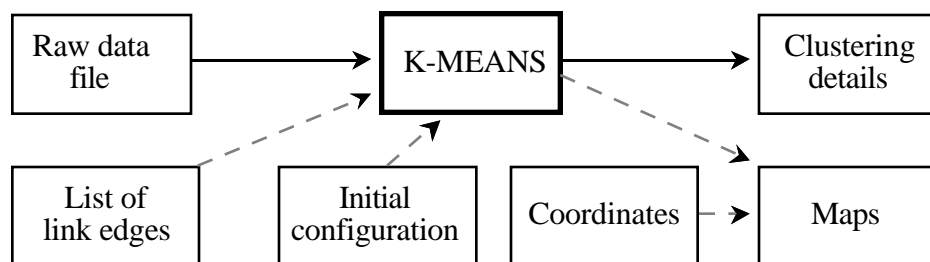 Raw data
file
K-MEANS
Clustering
details
List of
link edges
Initial
configuration
Coordinates
Maps